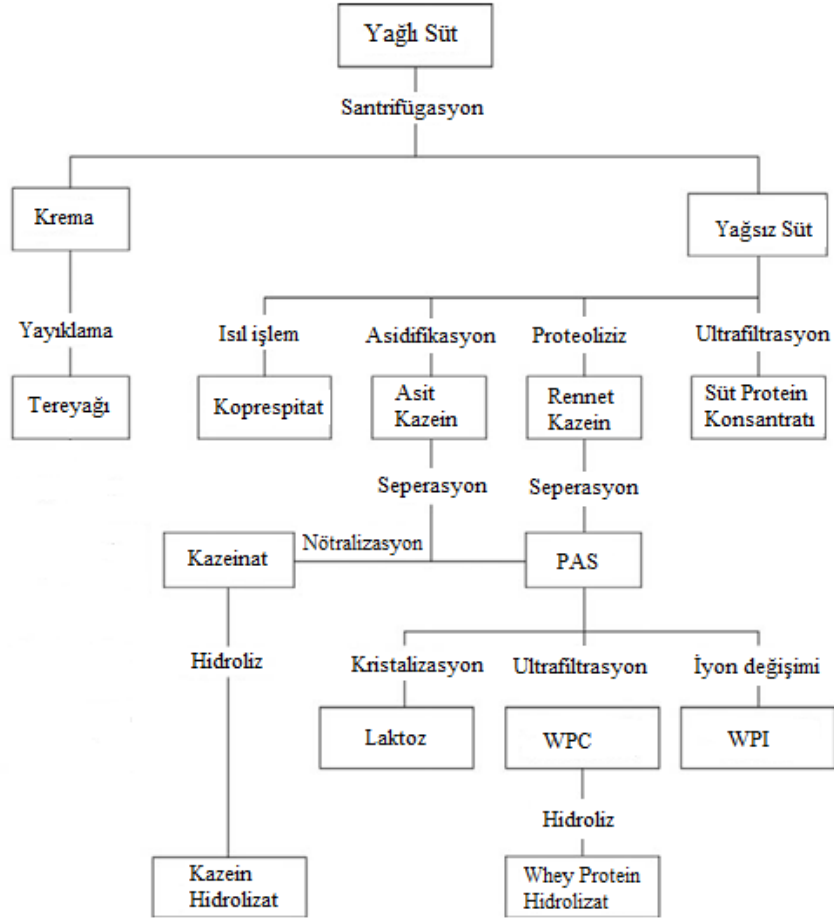 Yağlı Süt
Santrifügasyon
Krema
Yağsız Süt
Yayıklama
Isıl işlem
Asidifikasyon
Proteoliziz
Ultrafiltrasyon
Tereyağı
Koprespitat
Asit
Kazein
Rennet
Kazein
Süt Protein
Konsantratı
Seperasyon
Seperasyon
Kazeinat
Nötralizasyon
PAS
Hidroliz
Kristalizasyon
Ultrafiltrasyon
İyon değişimi
Laktoz
WPC
WPI
Hidroliz
Kazein
Hidrolizat
Whey Protein
Hidrolizat